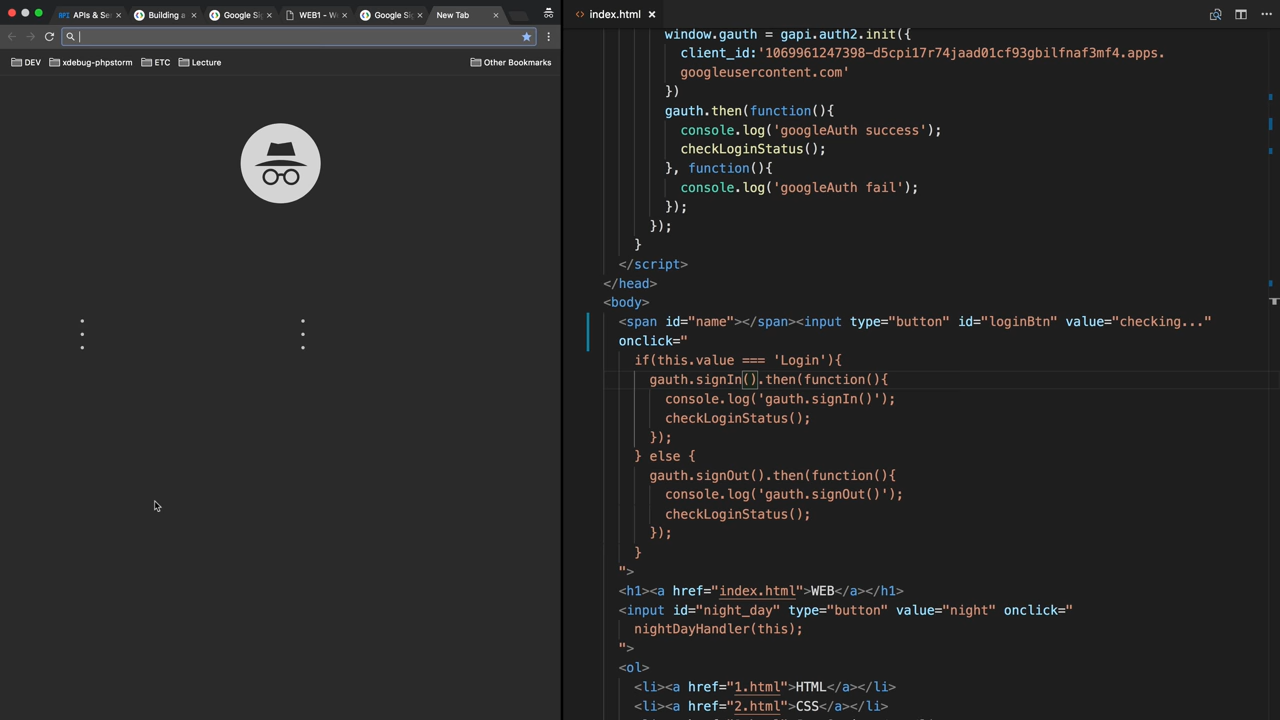 APIs & Se
Building a
Google Sig
WEB1 - We
Google Sig
New Tab
DEV
xdebug-phpstorm
ETC
Lecture
Other Bookmarks
index.html
window.gauth = gapi.auth2.init({
client_id:'1069961247398-d5cpi17r74jaad01cf93gbilfnaf3mf4.apps.
googleusercontent.com'
})
gauth.then(function(){
console.log('googleAuth success');
checkLoginStatus();
}, function(){
console.log('googleAuth fail');
});
});
}
</script>
</head>
<body>
<span id="name"></span><input type="button" id="loginBtn" value="checking..."
onclick="
if(this.value === 'Login'){
gauth.signIn().then(function(){
console.log('gauth.signIn()');
checkLoginStatus();
});
} else {
gauth.signOut().then(function(){
console.log('gauth.signOut()');
checkLoginStatus();
});
}
">
<h1><a href="index.html">WEB</a></h1>
<input id="night_day" type="button" value="night" onclick="
nightDayHandler(this);
">
<ol>
<li><a href="1.html">HTML</a></li>
<li><a href="2.html">CSS</a></li>